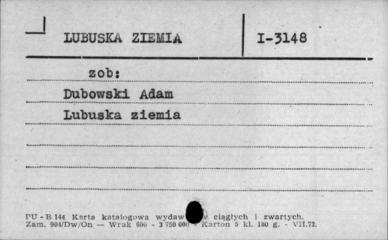 LUBUSKA ZIEMIA
I-3148
zob:
Dubowski Adam
Lubuska ziemia
PU - B 144 Karta katalogowa wydaw ciągłych i zwartych.
Zam. 904/Dw/On — Wrak 606 - 3 750 000 - Karton 5 kl. 180 g. - VII.72.